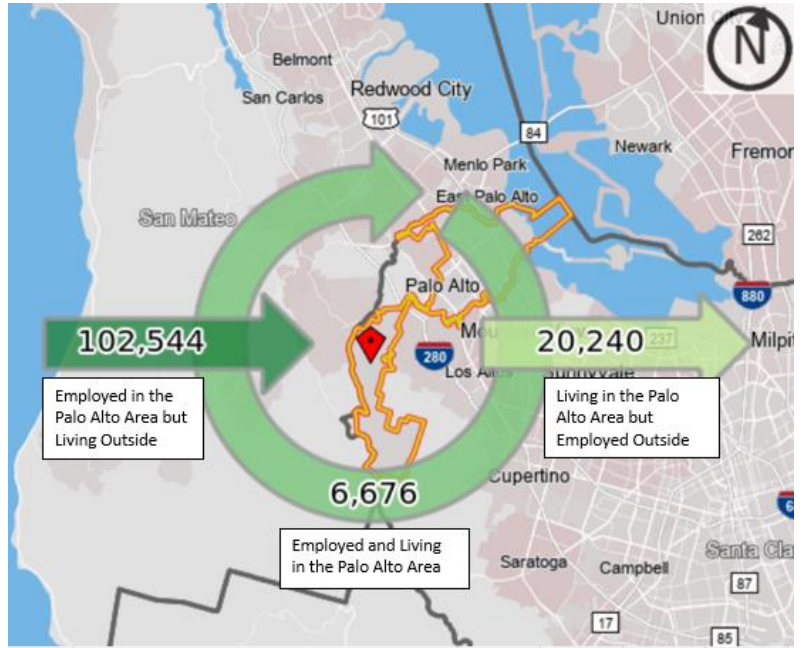 Union City
N
Belmont
Redwood City
San Carlos
101
84
Newark
Menlo Park
Fremon
East Palo Alto
San Mateo
262
Palo Alto
880
102,544
20,240
237
Milpit
280
Los Altos
Sunnyvale
Employed in the
Palo Alto Area but
Living Outside
Living in the Palo
Alto Area but
Employed Outside
Cupertino
6,676
Employed and Living
in the Palo Alto Area
Santa Cla
Saratoga
Campbell
87
17
85